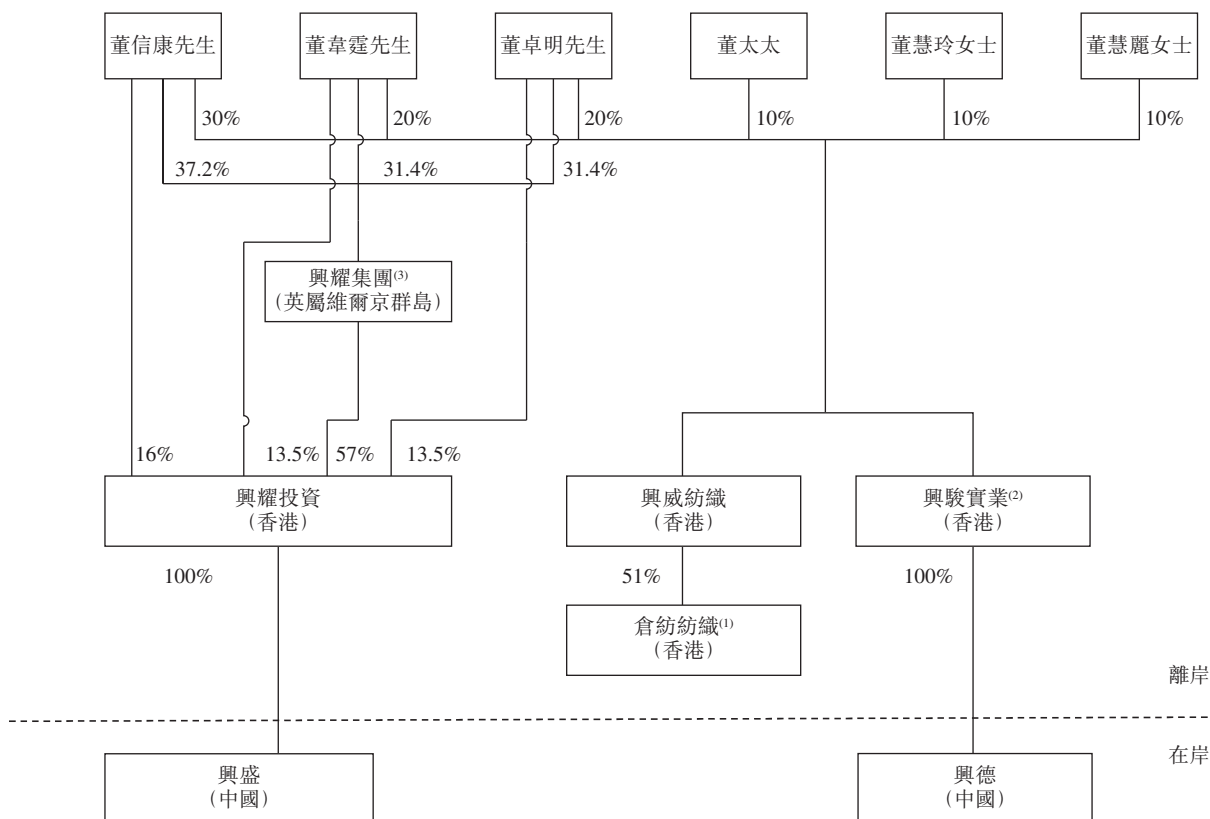 董信康先生
董韋霆先生
董卓明先生
董太太
董慧玲女士
董慧麗女士
30%
20%
20%
10%
10%
10%
37.2%
31.4%
31.4%
興耀集團(3)
(英屬維爾京群島)
16%
13.5%
57%
13.5%
興耀投資
(香港)
興威紡織
(香港)
興駿實業(2)
(香港)
100%
51%
100%
倉紡紡織(1)
(香港)
離岸
在岸
興盛
(中國)
興德
(中國)